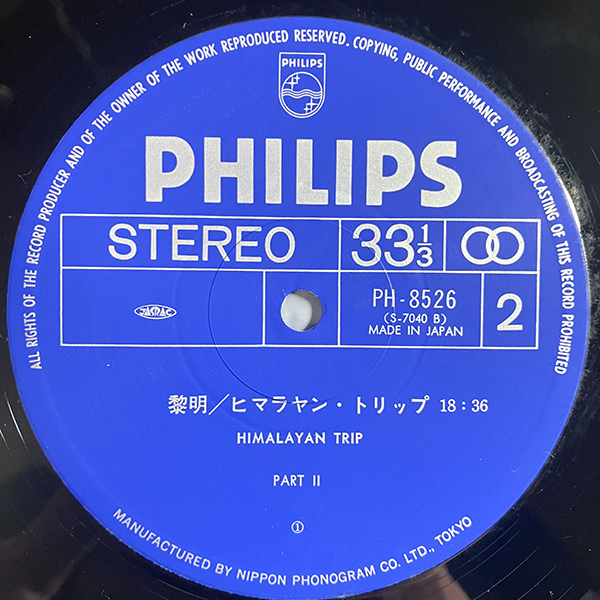 ALL RIGHTS OF THE RECORD PRODUCER AND OF THE OWNER OF THE WORK REPRODUCED RESERVED. COPYING, PUBLIC PERFORMANCE AND BROADCASTING OF THIS RECORD PROHIBITED
PHILIPS
PHILIPS
STEREO 33 1/3
JASRAC PH-8526 2
(S-7040 B)
MADE IN JAPAN
黎明/ヒマラヤン・トリップ 18:36
HIMALAYAN TRIP
PART II
①
MANUFACTURED BY NIPPON PHONOGRAM CO. LTD., TOKYO